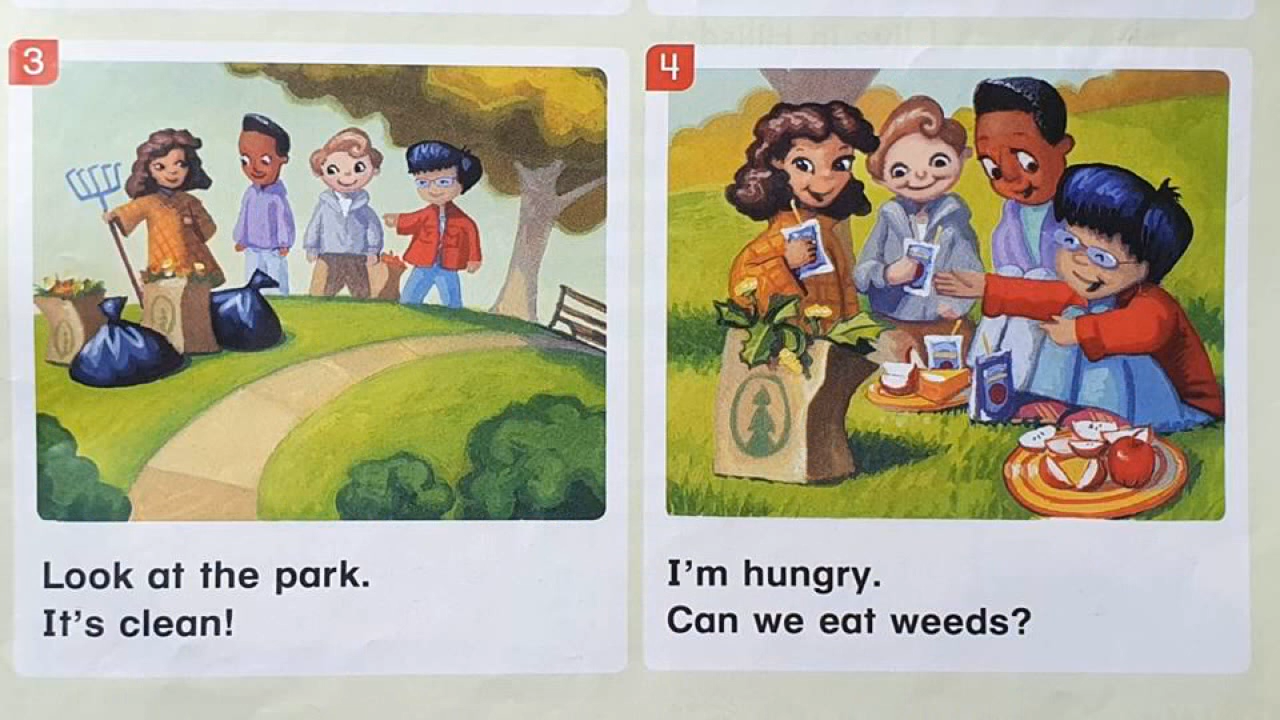 3
Look at the park.
It's clean!
4
I'm hungry.
Can we eat weeds?